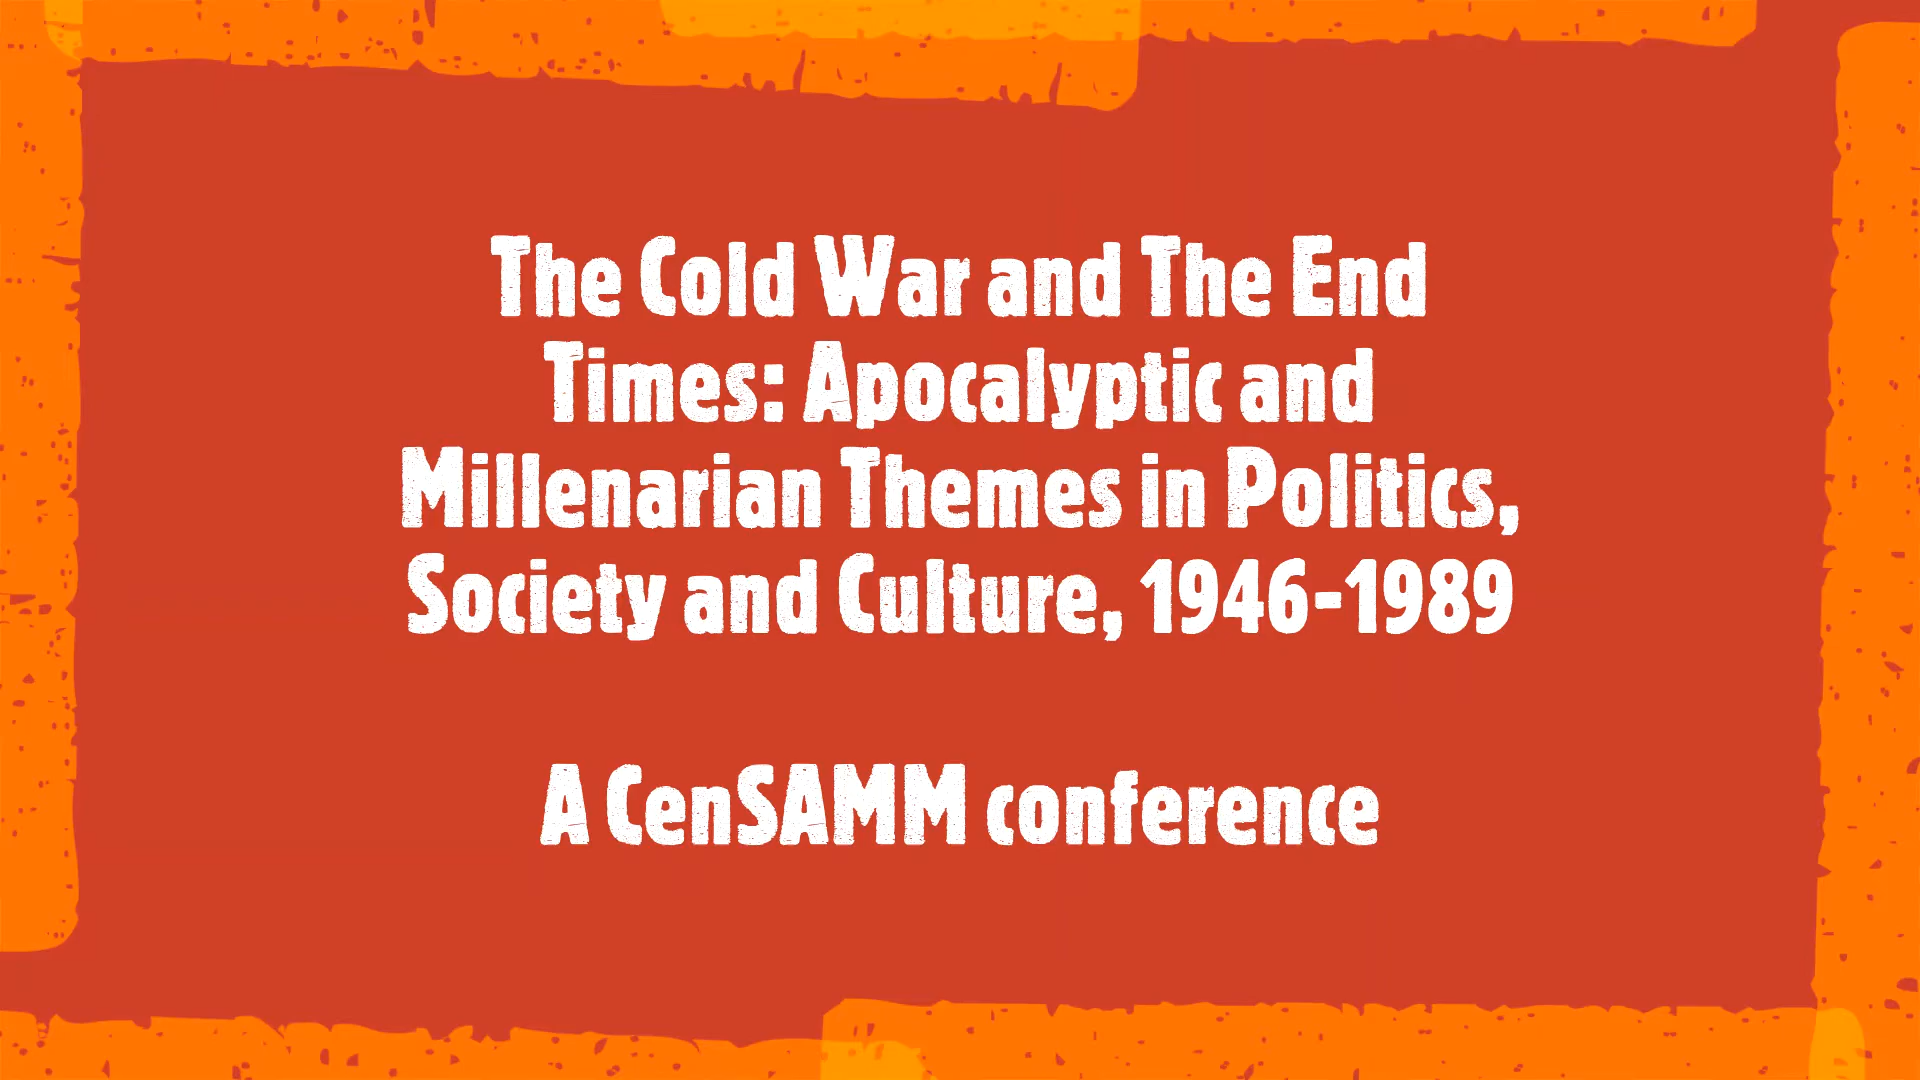 The Cold War and The End
Times: Apocalyptic and
Millenarian Themes in Politics,
Society and Culture, 1946-1989
A CenSAMM conference